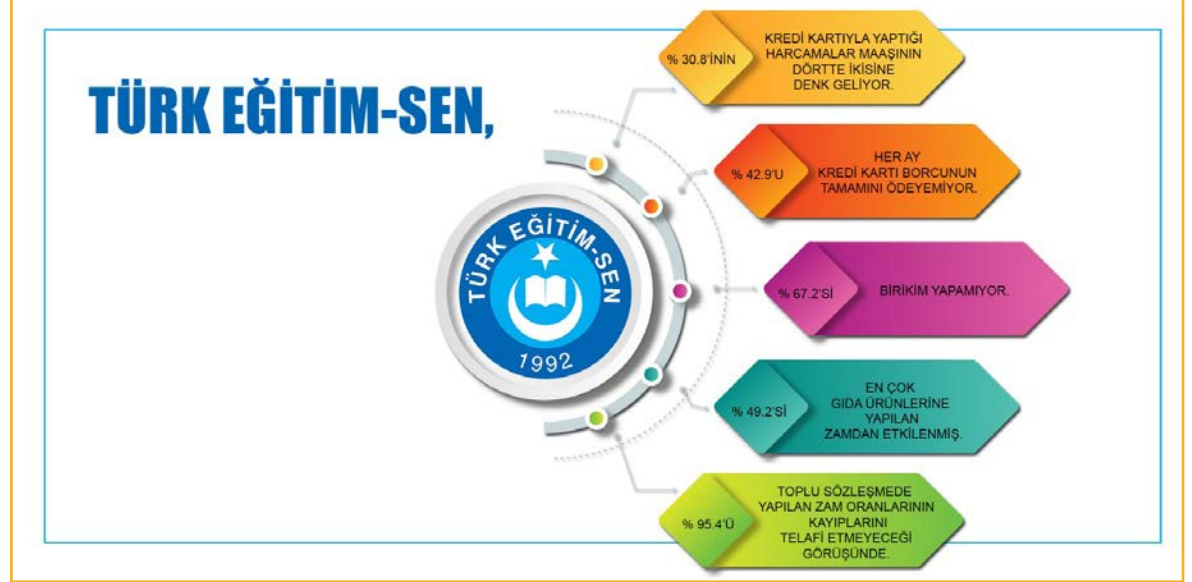 TÜRK EĞİTİM-SEN,
TÜRK EĞİTİM-SEN
1992
% 30.8'İNİN
KREDİ KARTIYLA YAPTIĞI
HARCAMALAR MAAŞININ
DÖRTTE İKİSİNE
DENK GELİYOR.
% 42.9'U
HER AY
KREDİ KARTI BORCUNUN
TAMAMINI ÖDEYEMİYOR.
% 67.2'Sİ
BİRİKİM YAPAMIYOR.
% 49.2'Sİ
EN ÇOK
GIDA ÜRÜNLERİNE
YAPILAN
ZAMDAN ETKİLENMİŞ.
% 95.4'Ü
TOPLU SÖZLEŞMEDE
YAPILAN ZAM ORANLARININ
KAYIPLARINI
TELAFİ ETMEYECEĞİ
GÖRÜŞÜNDE.